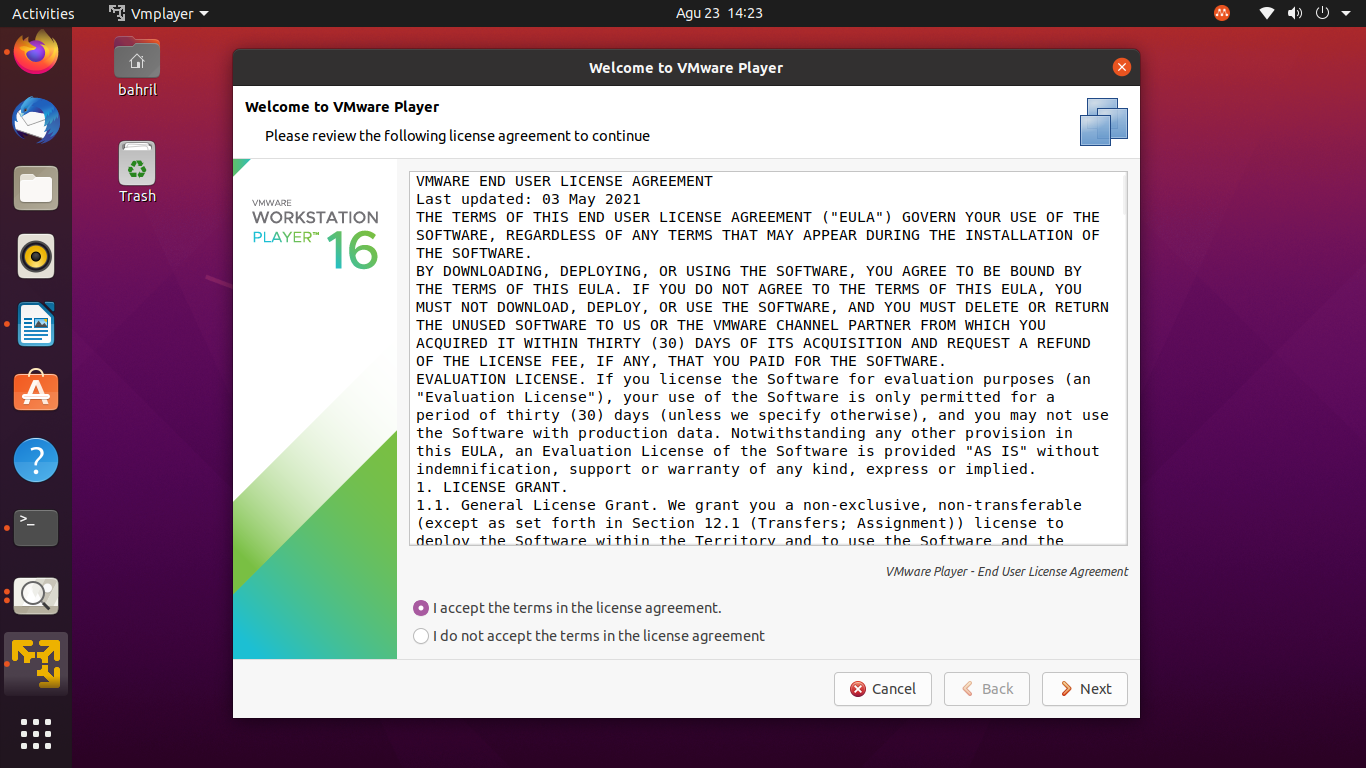 Activities
Vmplayer
Agu 23 14:23
bahril
Trash
Welcome to VMware Player
Welcome to VMware Player
Please review the following license agreement to continue
VMWARE
WORKSTATION
PLAYER™ 16
VMWARE END USER LICENSE AGREEMENT
Last updated: 03 May 2021
THE TERMS OF THIS END USER LICENSE AGREEMENT ("EULA") GOVERN YOUR USE OF THE
SOFTWARE, REGARDLESS OF ANY TERMS THAT MAY APPEAR DURING THE INSTALLATION OF
THE SOFTWARE.
BY DOWNLOADING, DEPLOYING, OR USING THE SOFTWARE, YOU AGREE TO BE BOUND BY
THE TERMS OF THIS EULA. IF YOU DO NOT AGREE TO THE TERMS OF THIS EULA, YOU
MUST NOT DOWNLOAD, DEPLOY, OR USE THE SOFTWARE, AND YOU MUST DELETE OR RETURN
THE UNUSED SOFTWARE TO US OR THE VMWARE CHANNEL PARTNER FROM WHICH YOU
ACQUIRED IT WITHIN THIRTY (30) DAYS OF ITS ACQUISITION AND REQUEST A REFUND
OF THE LICENSE FEE, IF ANY, THAT YOU PAID FOR THE SOFTWARE.
EVALUATION LICENSE. If you license the Software for evaluation purposes (an
"Evaluation License"), your use of the Software is only permitted for a
period of thirty (30) days (unless we specify otherwise), and you may not use
the Software with production data. Notwithstanding any other provision in
this EULA, an Evaluation License of the Software is provided "AS IS" without
indemnification, support or warranty of any kind, express or implied.
1. LICENSE GRANT.
1.1. General License Grant. We grant you a non-exclusive, non-transferable
(except as set forth in Section 12.1 (Transfers; Assignment)) license to
deploy the Software within the Territory and to use the Software and the
VMware Player - End User License Agreement
I accept the terms in the license agreement.
I do not accept the terms in the license agreement
Cancel
Back
Next